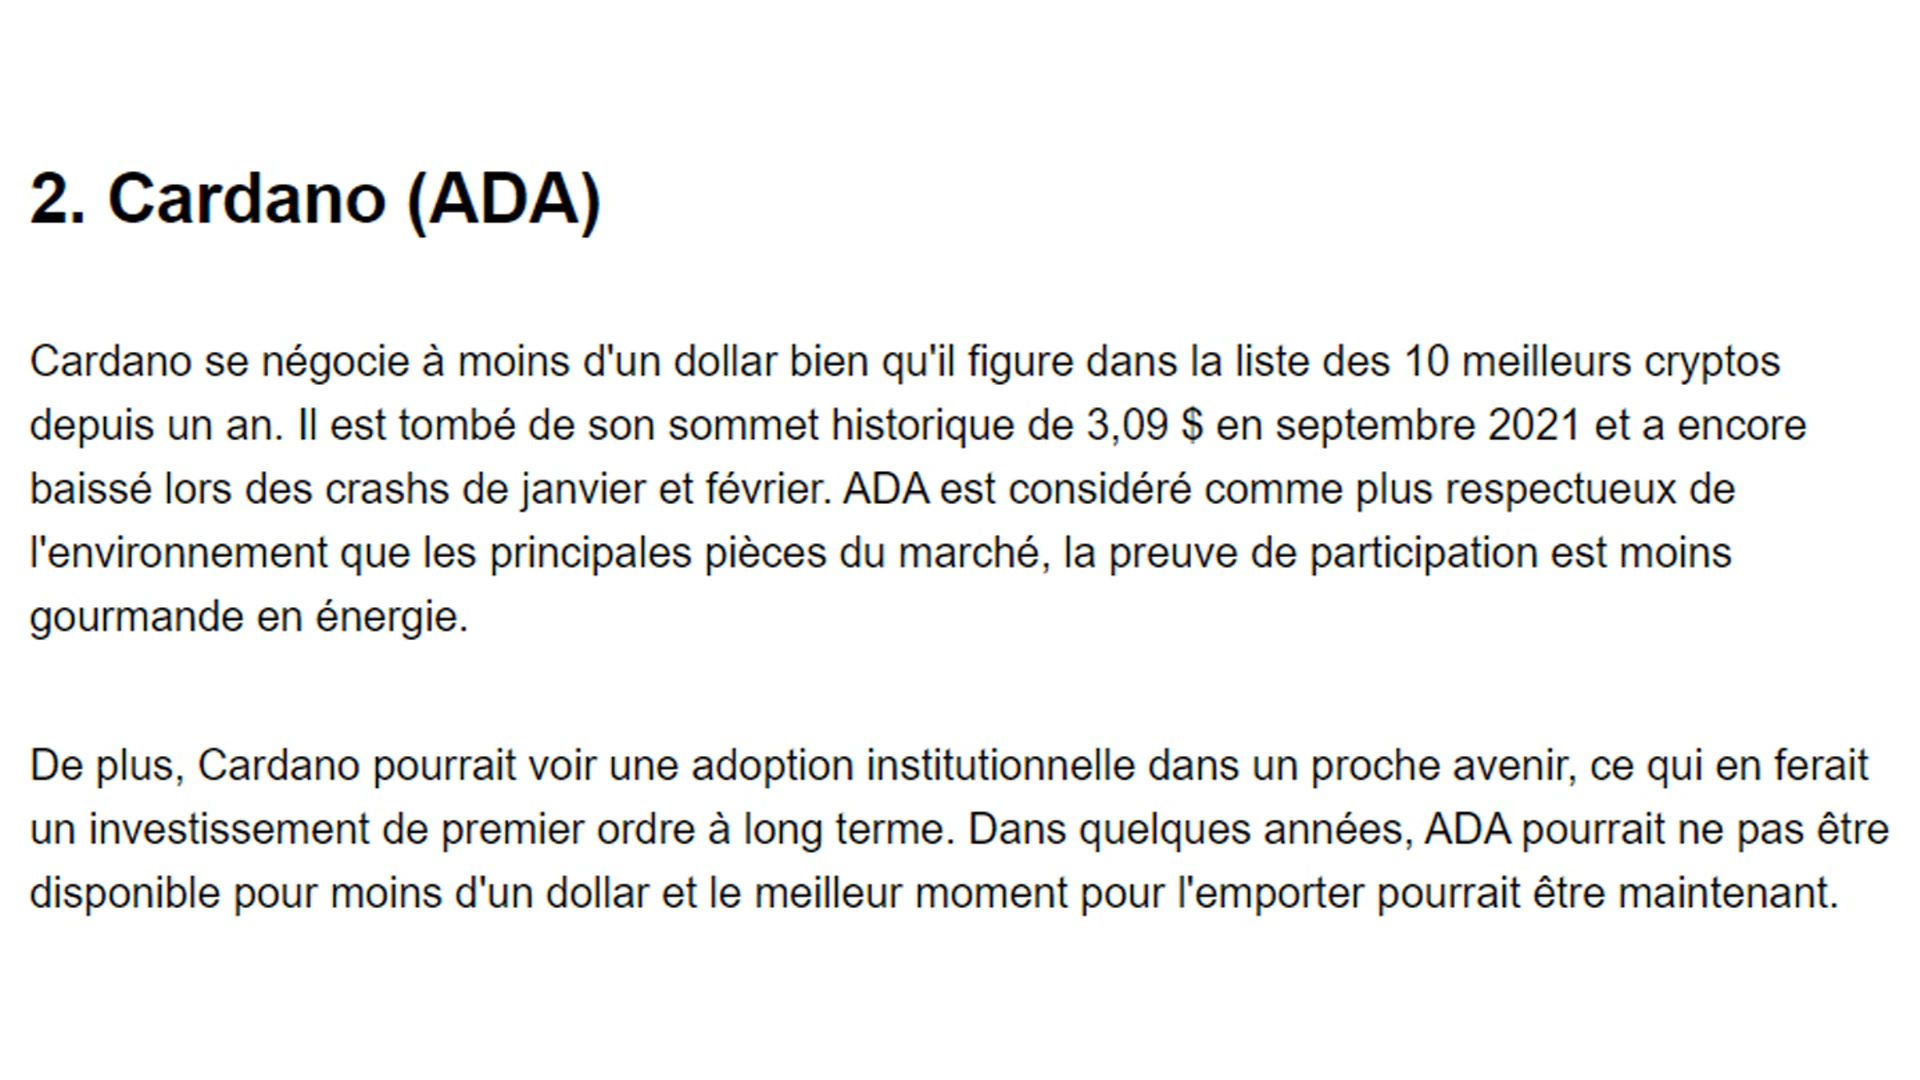 2. Cardano (ADA)
Cardano se négocie à moins d'un dollar bien qu'il figure dans la liste des 10 meilleurs cryptos
depuis un an. Il est tombé de son sommet historique de 3,09 $ en septembre 2021 et a encore
baissé lors des crashs de janvier et février. ADA est considéré comme plus respectueux de
l'environnement que les principales pièces du marché, la preuve de participation est moins
gourmande en énergie.
De plus, Cardano pourrait voir une adoption institutionnelle dans un proche avenir, ce qui en ferait
un investissement de premier ordre à long terme. Dans quelques années, ADA pourrait ne pas être
disponible pour moins d'un dollar et le meilleur moment pour l'emporter pourrait être maintenant.